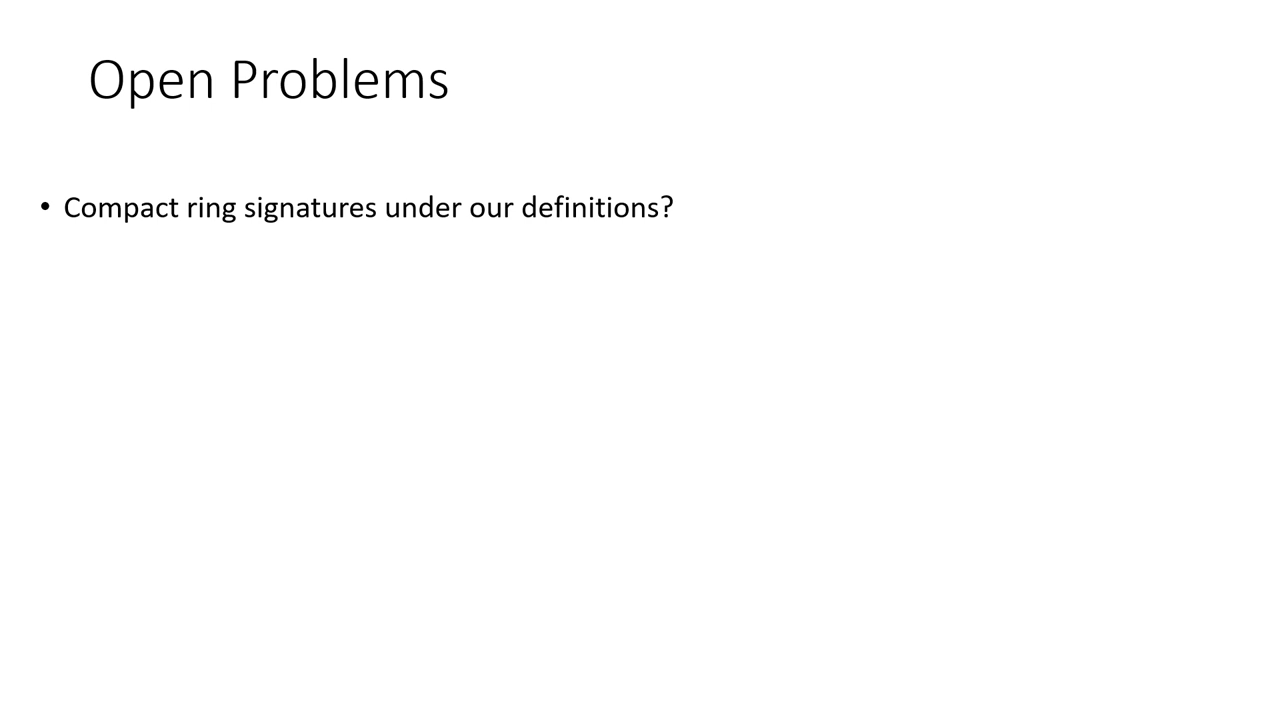 Open Problems
• Compact ring signatures under our definitions?